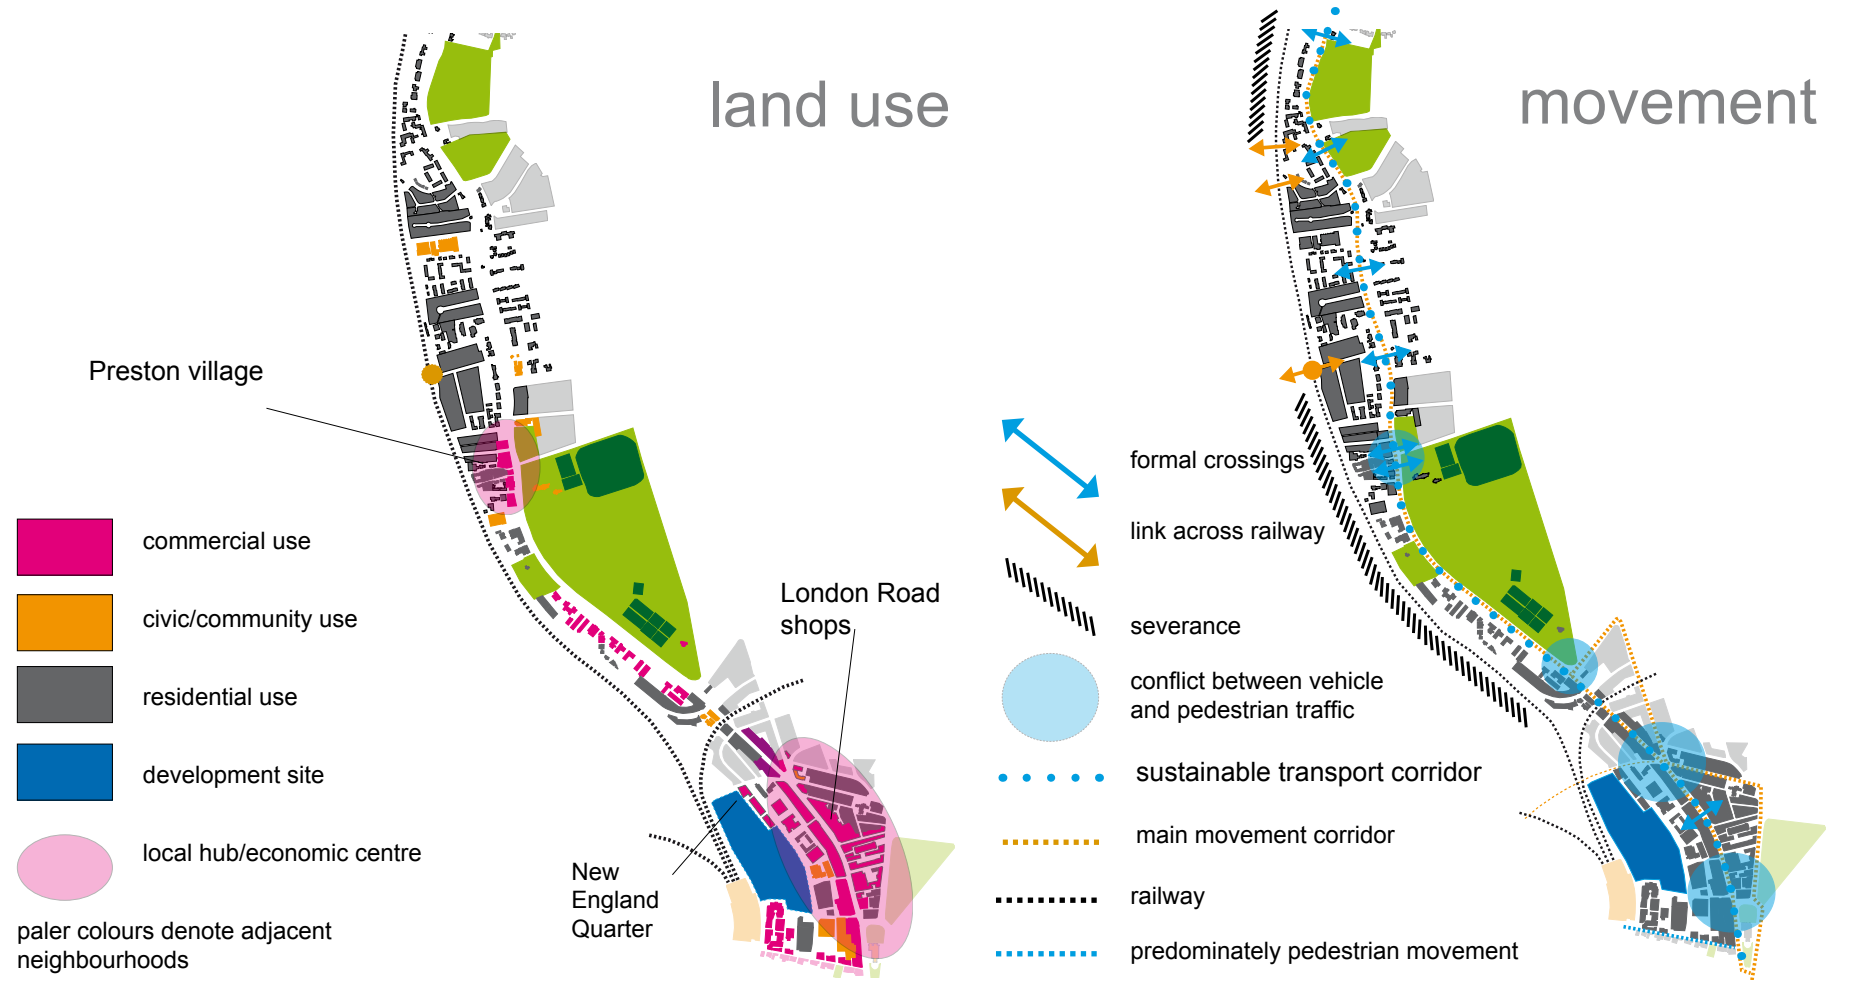 land use
Preston village
commercial use
civic/community use
residential use
development site
local hub/economic centre
paler colours denote adjacent
neighbourhoods
London Road
shops
New
England
Quarter
movement
formal crossings
link across railway
severance
conflict between vehicle
and pedestrian traffic
sustainable transport corridor
main movement corridor
railway
predominately pedestrian movement